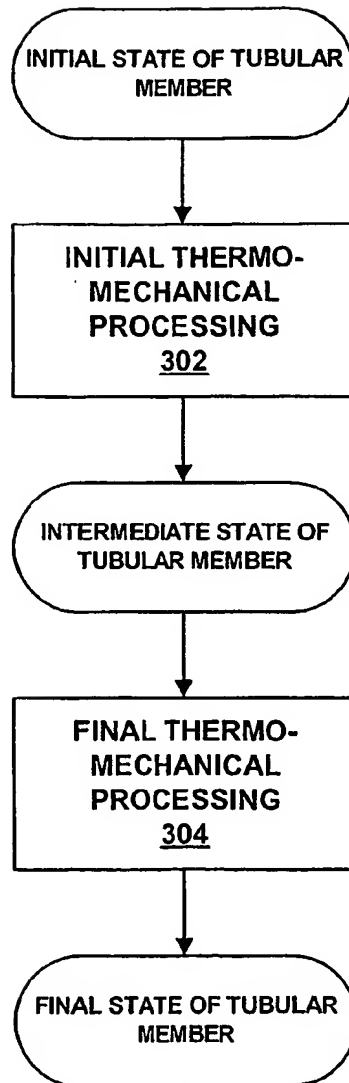 INITIAL STATE OF TUBULAR
MEMBER
INITIAL THERMO-
MECHANICAL
PROCESSING
302
INTERMEDIATE STATE OF
TUBULAR MEMBER
FINAL THERMO-
MECHANICAL
PROCESSING
304
FINAL STATE OF TUBULAR
MEMBER